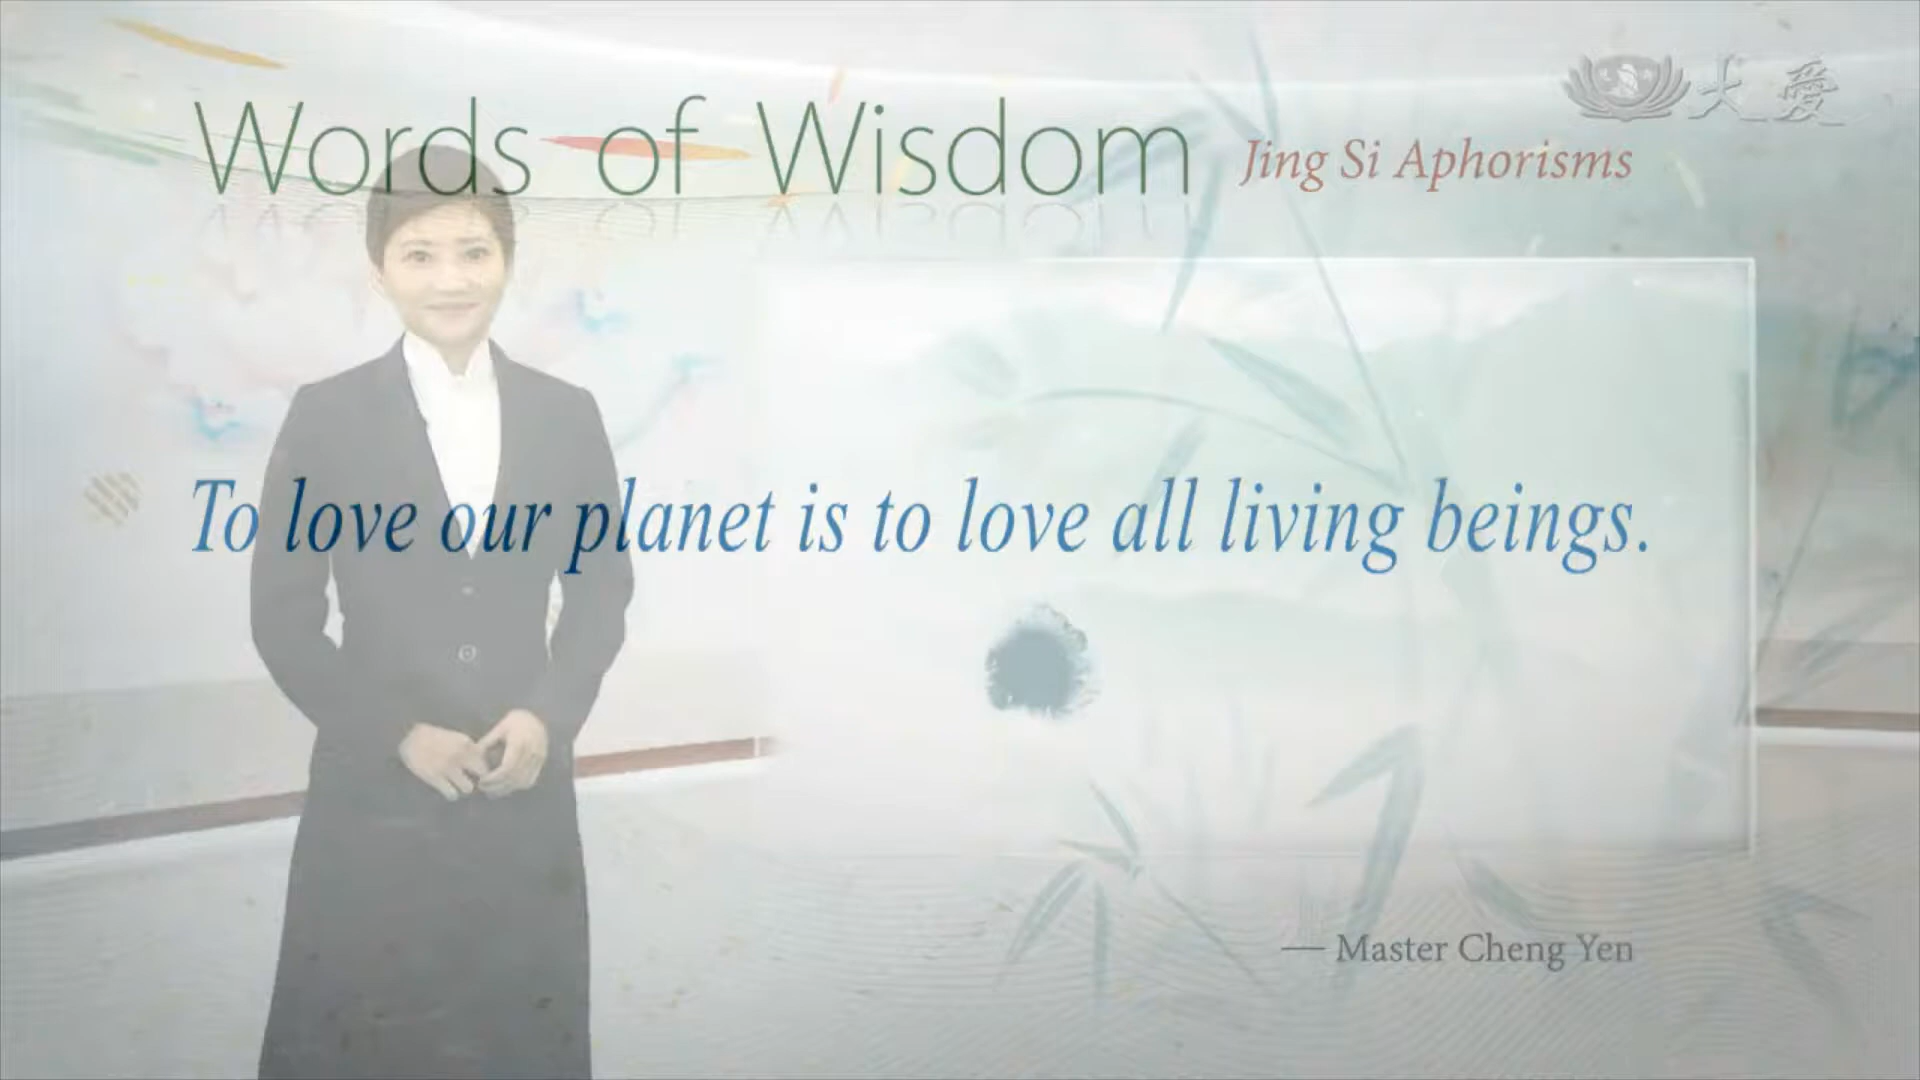 大愛
Words of Wisdom
Jing Si Aphorisms
To love our planet is to love all living beings.
— Master Cheng Yen